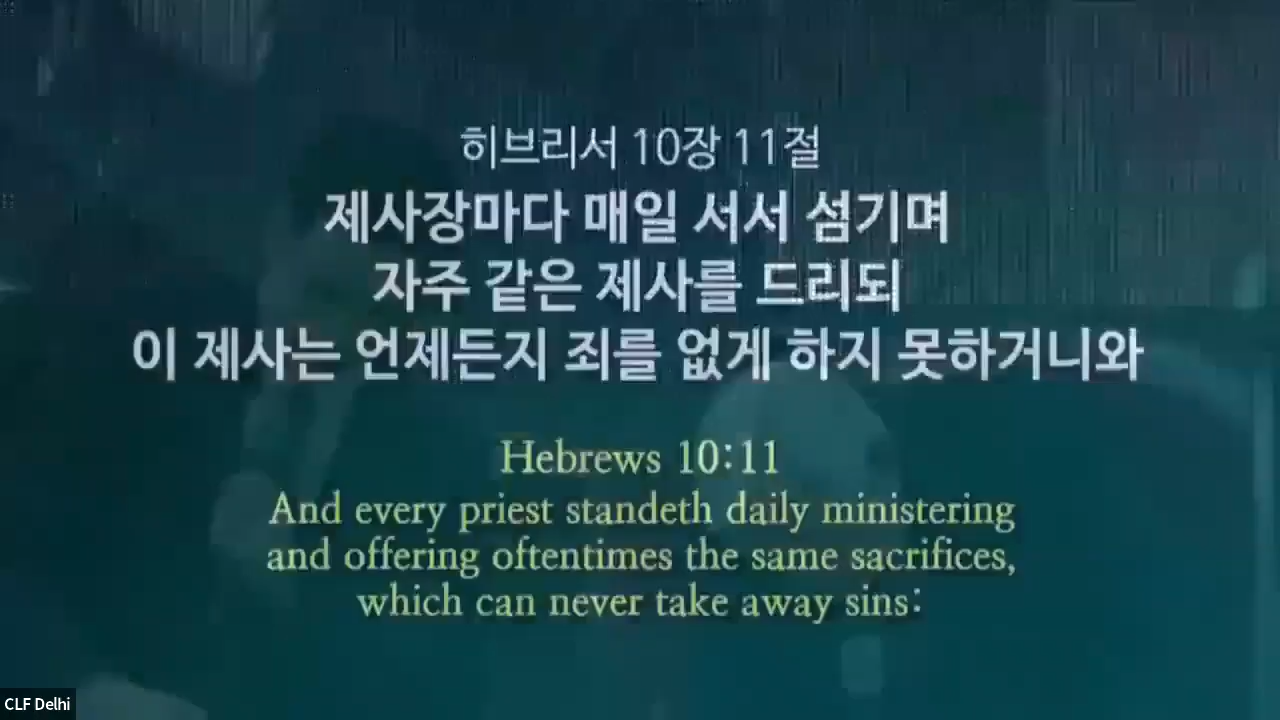 히브리서 10장 11절
제사장마다 매일 서서 섬기며
자주 같은 제사를 드리되
이 제사는 언제든지 죄를 없게 하지 못하거니와
Hebrews 10:11
And every priest standeth daily ministering
and offering oftentimes the same sacrifices,
which can never take away sins:
CLF Delhi